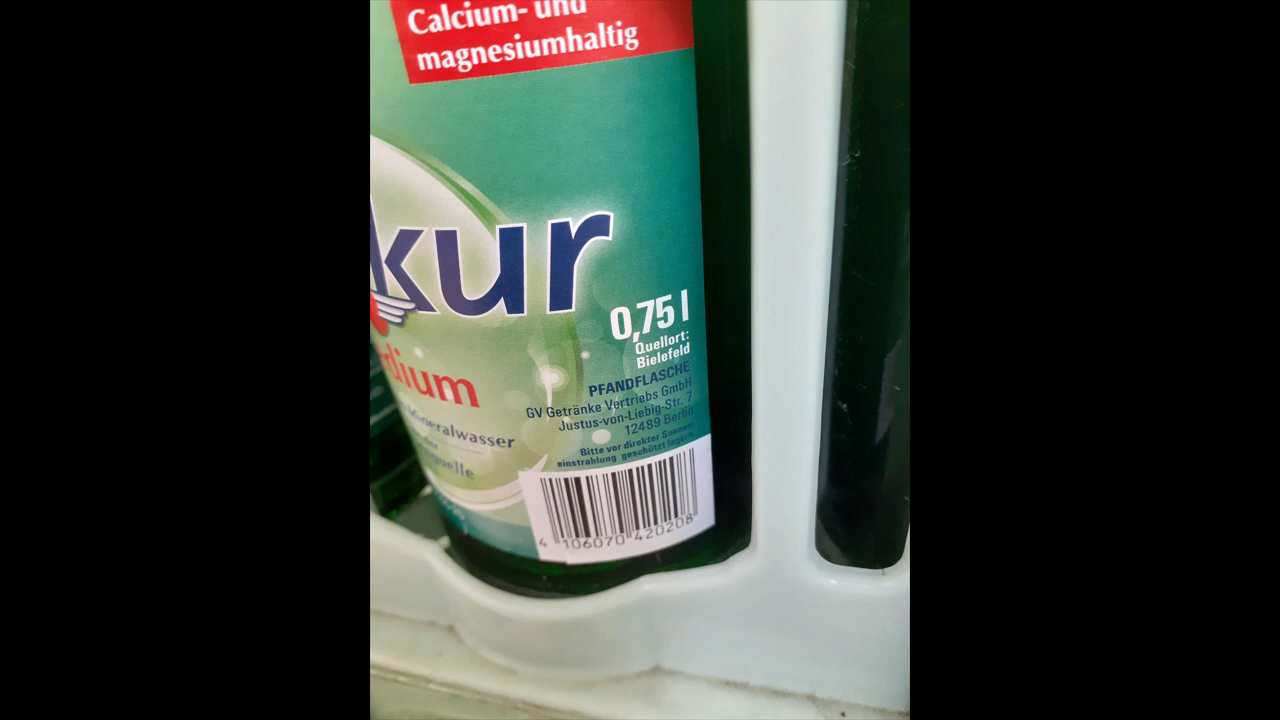 Calcium- und
magnesiumhaltig
kur
dium
0,75 l
Quellort:
Bielefeld
PFANDFLASCHE
GV Getränke Vertriebs GmbH
Justus-von-Liebig-Str. 7
12489 Berlin
Mineralwasser
Bitte vor direkter Sonnen-
einstrahlung geschützt lagern.
4 106070 420208